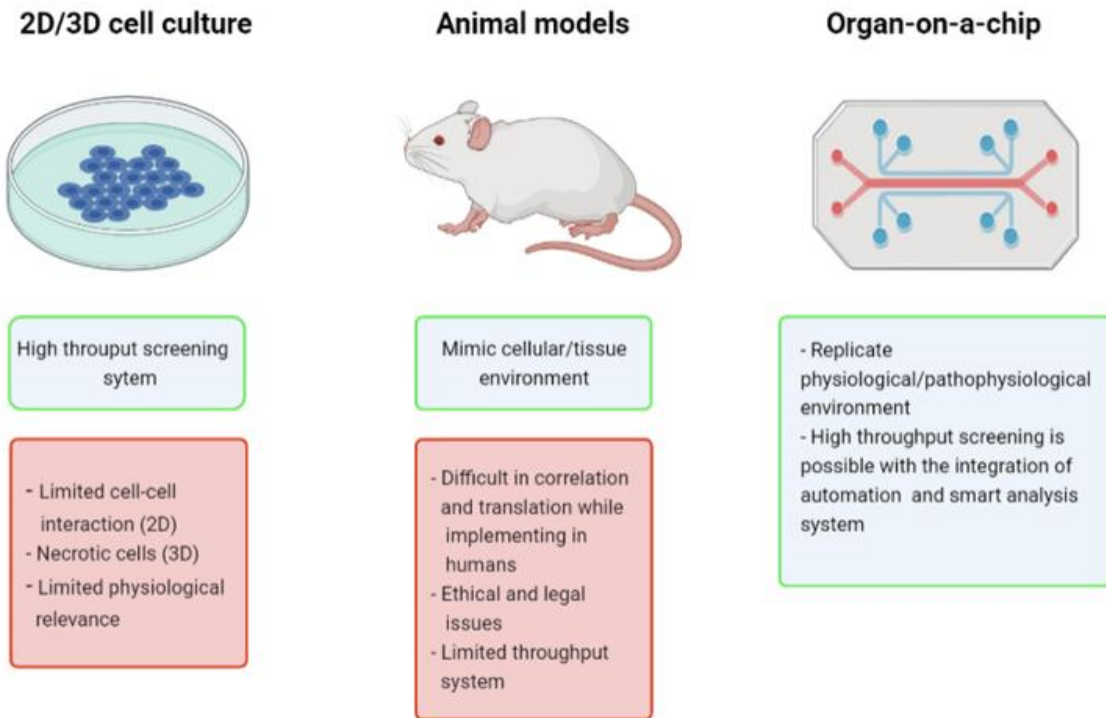 2D/3D cell culture
Animal models
Organ-on-a-chip
High throuput screening
sytem
- Limited cell-cell
interaction (2D)
- Necrotic cells (3D)
- Limited physiological
relevance
Mimic cellular/tissue
environment
- Difficult in correlation
and translation while
implementing in
humans
- Ethical and legal
issues
- Limited throughput
system
- Replicate
physiological/pathophysiological
environment
- High throughput screening is
possible with the integration of
automation and smart analysis
system